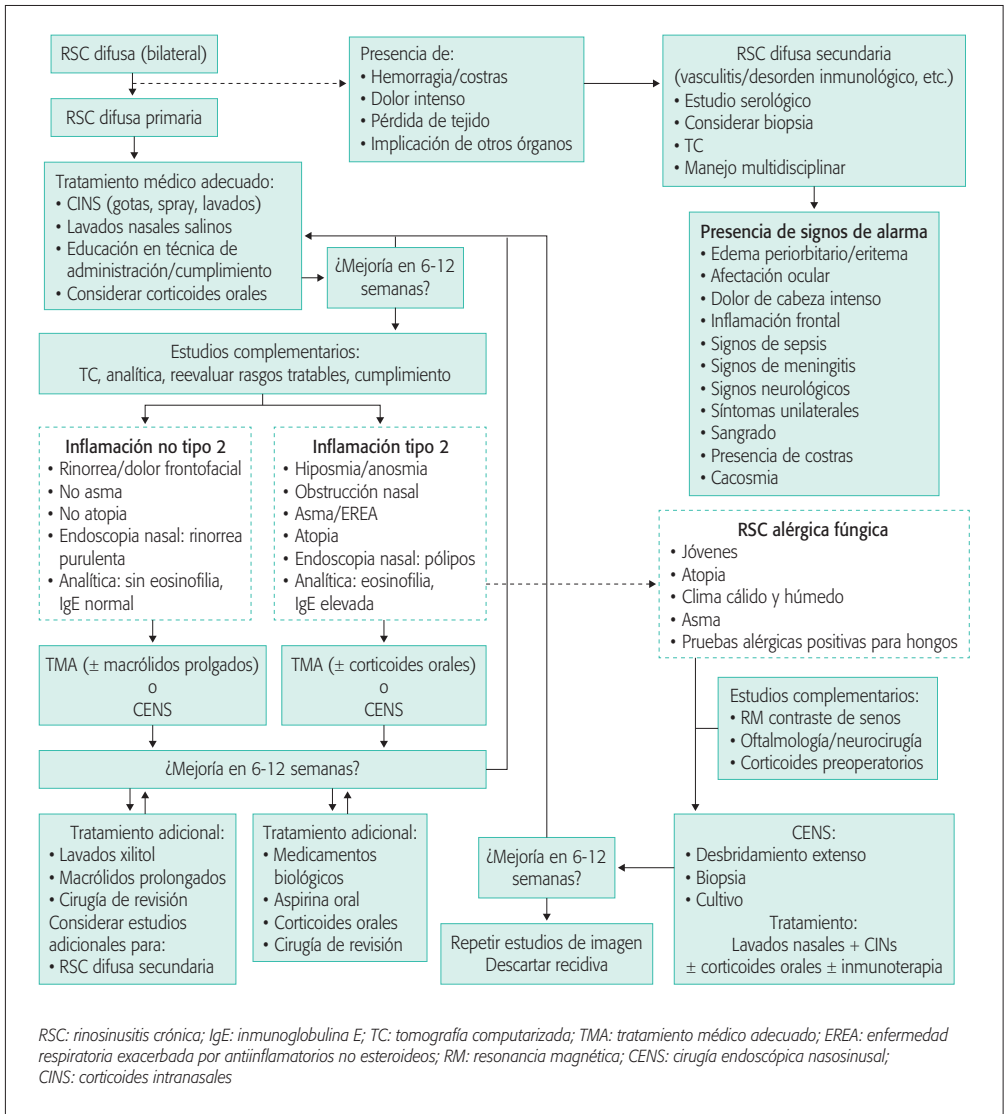 RSC difusa (bilateral)
RSC difusa primaria
Presencia de:
• Hemorragia/costras
• Dolor intenso
• Pérdida de tejido
• Implicación de otros órganos
RSC difusa secundaria
(vasculitis/desorden inmunológico, etc.)
• Estudio serológico
• Considerar biopsia
• TC
• Manejo multidisciplinar
Tratamiento médico adecuado:
• CINS (gotas, spray, lavados)
• Lavados nasales salinos
• Educación en técnica de
administración/cumplimiento
• Considerar corticoides orales
¿Mejoría en 6-12
semanas?
Presencia de signos de alarma
• Edema periorbitario/eritema
• Afectación ocular
• Dolor de cabeza intenso
• Inflamación frontal
• Signos de sepsis
• Signos de meningitis
• Signos neurológicos
• Síntomas unilaterales
• Sangrado
• Presencia de costras
• Cacosmia
Estudios complementarios:
TC, analítica, reevaluar rasgos tratables, cumplimiento
Inflamación no tipo 2
• Rinorrea/dolor frontofacial
• No asma
• No atopia
• Endoscopia nasal: rinorrea
purulenta
• Analítica: sin eosinofilia,
IgE normal
Inflamación tipo 2
• Hiposmia/anosmia
• Obstrucción nasal
• Asma/EREA
• Atopia
• Endoscopia nasal: pólipos
• Analítica: eosinofilia,
IgE elevada
RSC alérgica fúngica
• Jóvenes
• Atopia
• Clima cálido y húmedo
• Asma
• Pruebas alérgicas positivas para hongos
TMA (± macrólidos prolgados)
o
CENS
TMA (± corticoides orales)
o
CENS
Estudios complementarios:
• RM contraste de senos
• Oftalmología/neurocirugía
• Corticoides preoperatorios
¿Mejoría en 6-12 semanas?
Tratamiento adicional:
• Lavados xilitol
• Macrólidos prolongados
• Cirugía de revisión
Considerar estudios
adicionales para:
• RSC difusa secundaria
Tratamiento adicional:
• Medicamentos
biológicos
• Aspirina oral
• Corticoides orales
• Cirugía de revisión
¿Mejoría en 6-12
semanas?
Repetir estudios de imagen
Descartar recidiva
CENS:
• Desbridamiento extenso
• Biopsia
• Cultivo
Tratamiento:
Lavados nasales + CINs
± corticoides orales ± inmunoterapia
RSC: rinosinusitis crónica; IgE: inmunoglobulina E; TC: tomografía computarizada; TMA: tratamiento médico adecuado; EREA: enfermedad
respiratoria exacerbada por antiinflamatorios no esteroideos; RM: resonancia magnética; CENS: cirugía endoscópica nasosinusal;
CINS: corticoides intranasales